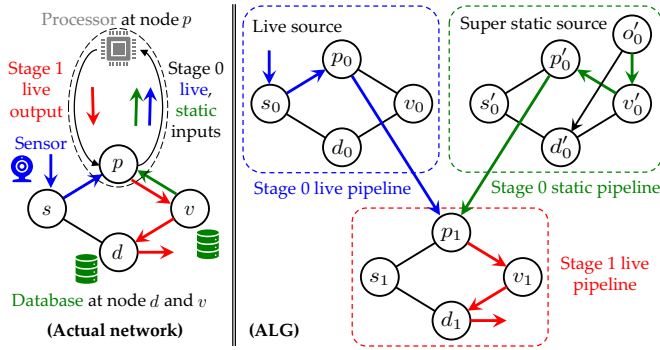 Processor at node p
Stage 1
live
output
Stage 0
live,
static
inputs
Sensor
p
s
v
d
Database at node d and v
(Actual network)
Live source
p₀
s₀
v₀
d₀
Stage 0 live pipeline
Super static source
o′₀
p′₀
s′₀
v′₀
d′₀
Stage 0 static pipeline
p₁
s₁
v₁
d₁
Stage 1 live
pipeline
(ALG)